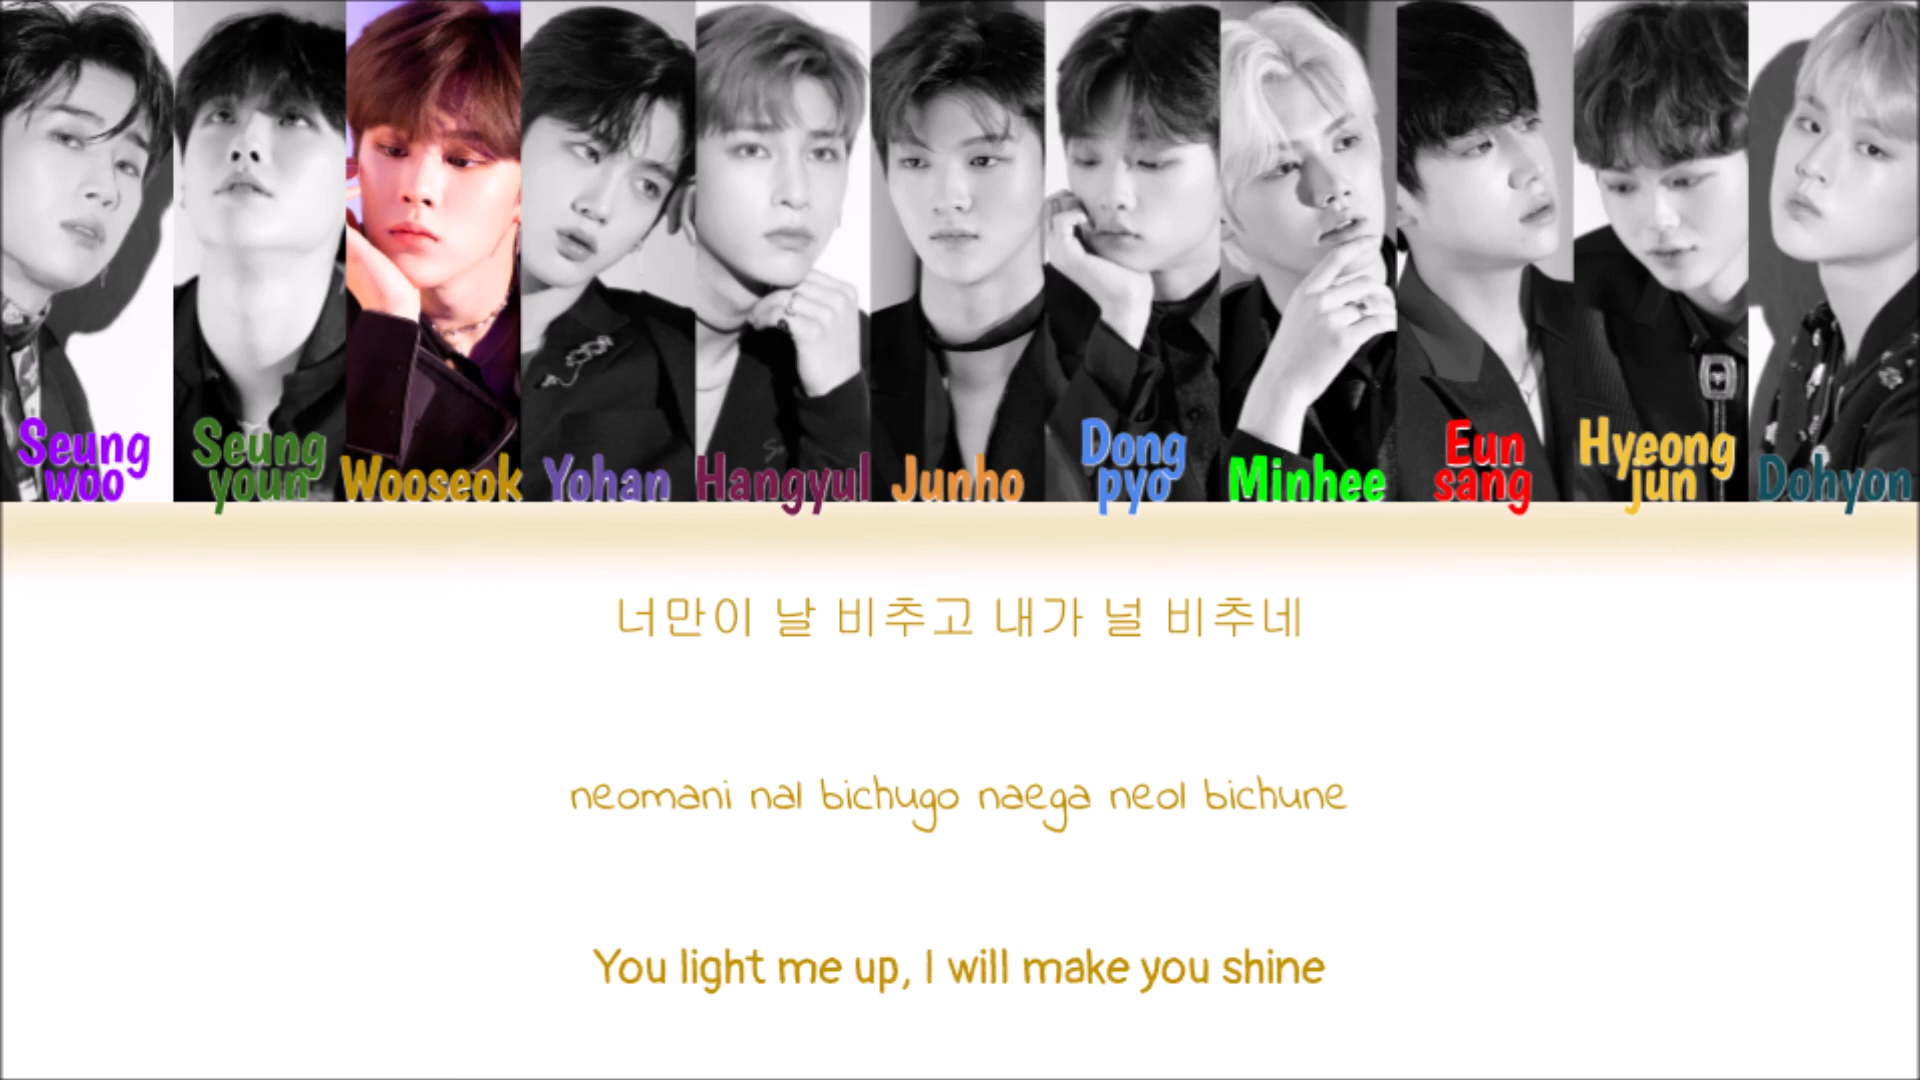 Seung
woo
Seung
youn
Wooseok
Yohan
Hangyul
Junho
Dong
pyo
Minhee
Eun
sang
Hyeong
jun
Dohyon
너만이 날 비추고 내가 널 비추네
neomani nal bichugo naega neol bichune
You light me up, I will make you shine